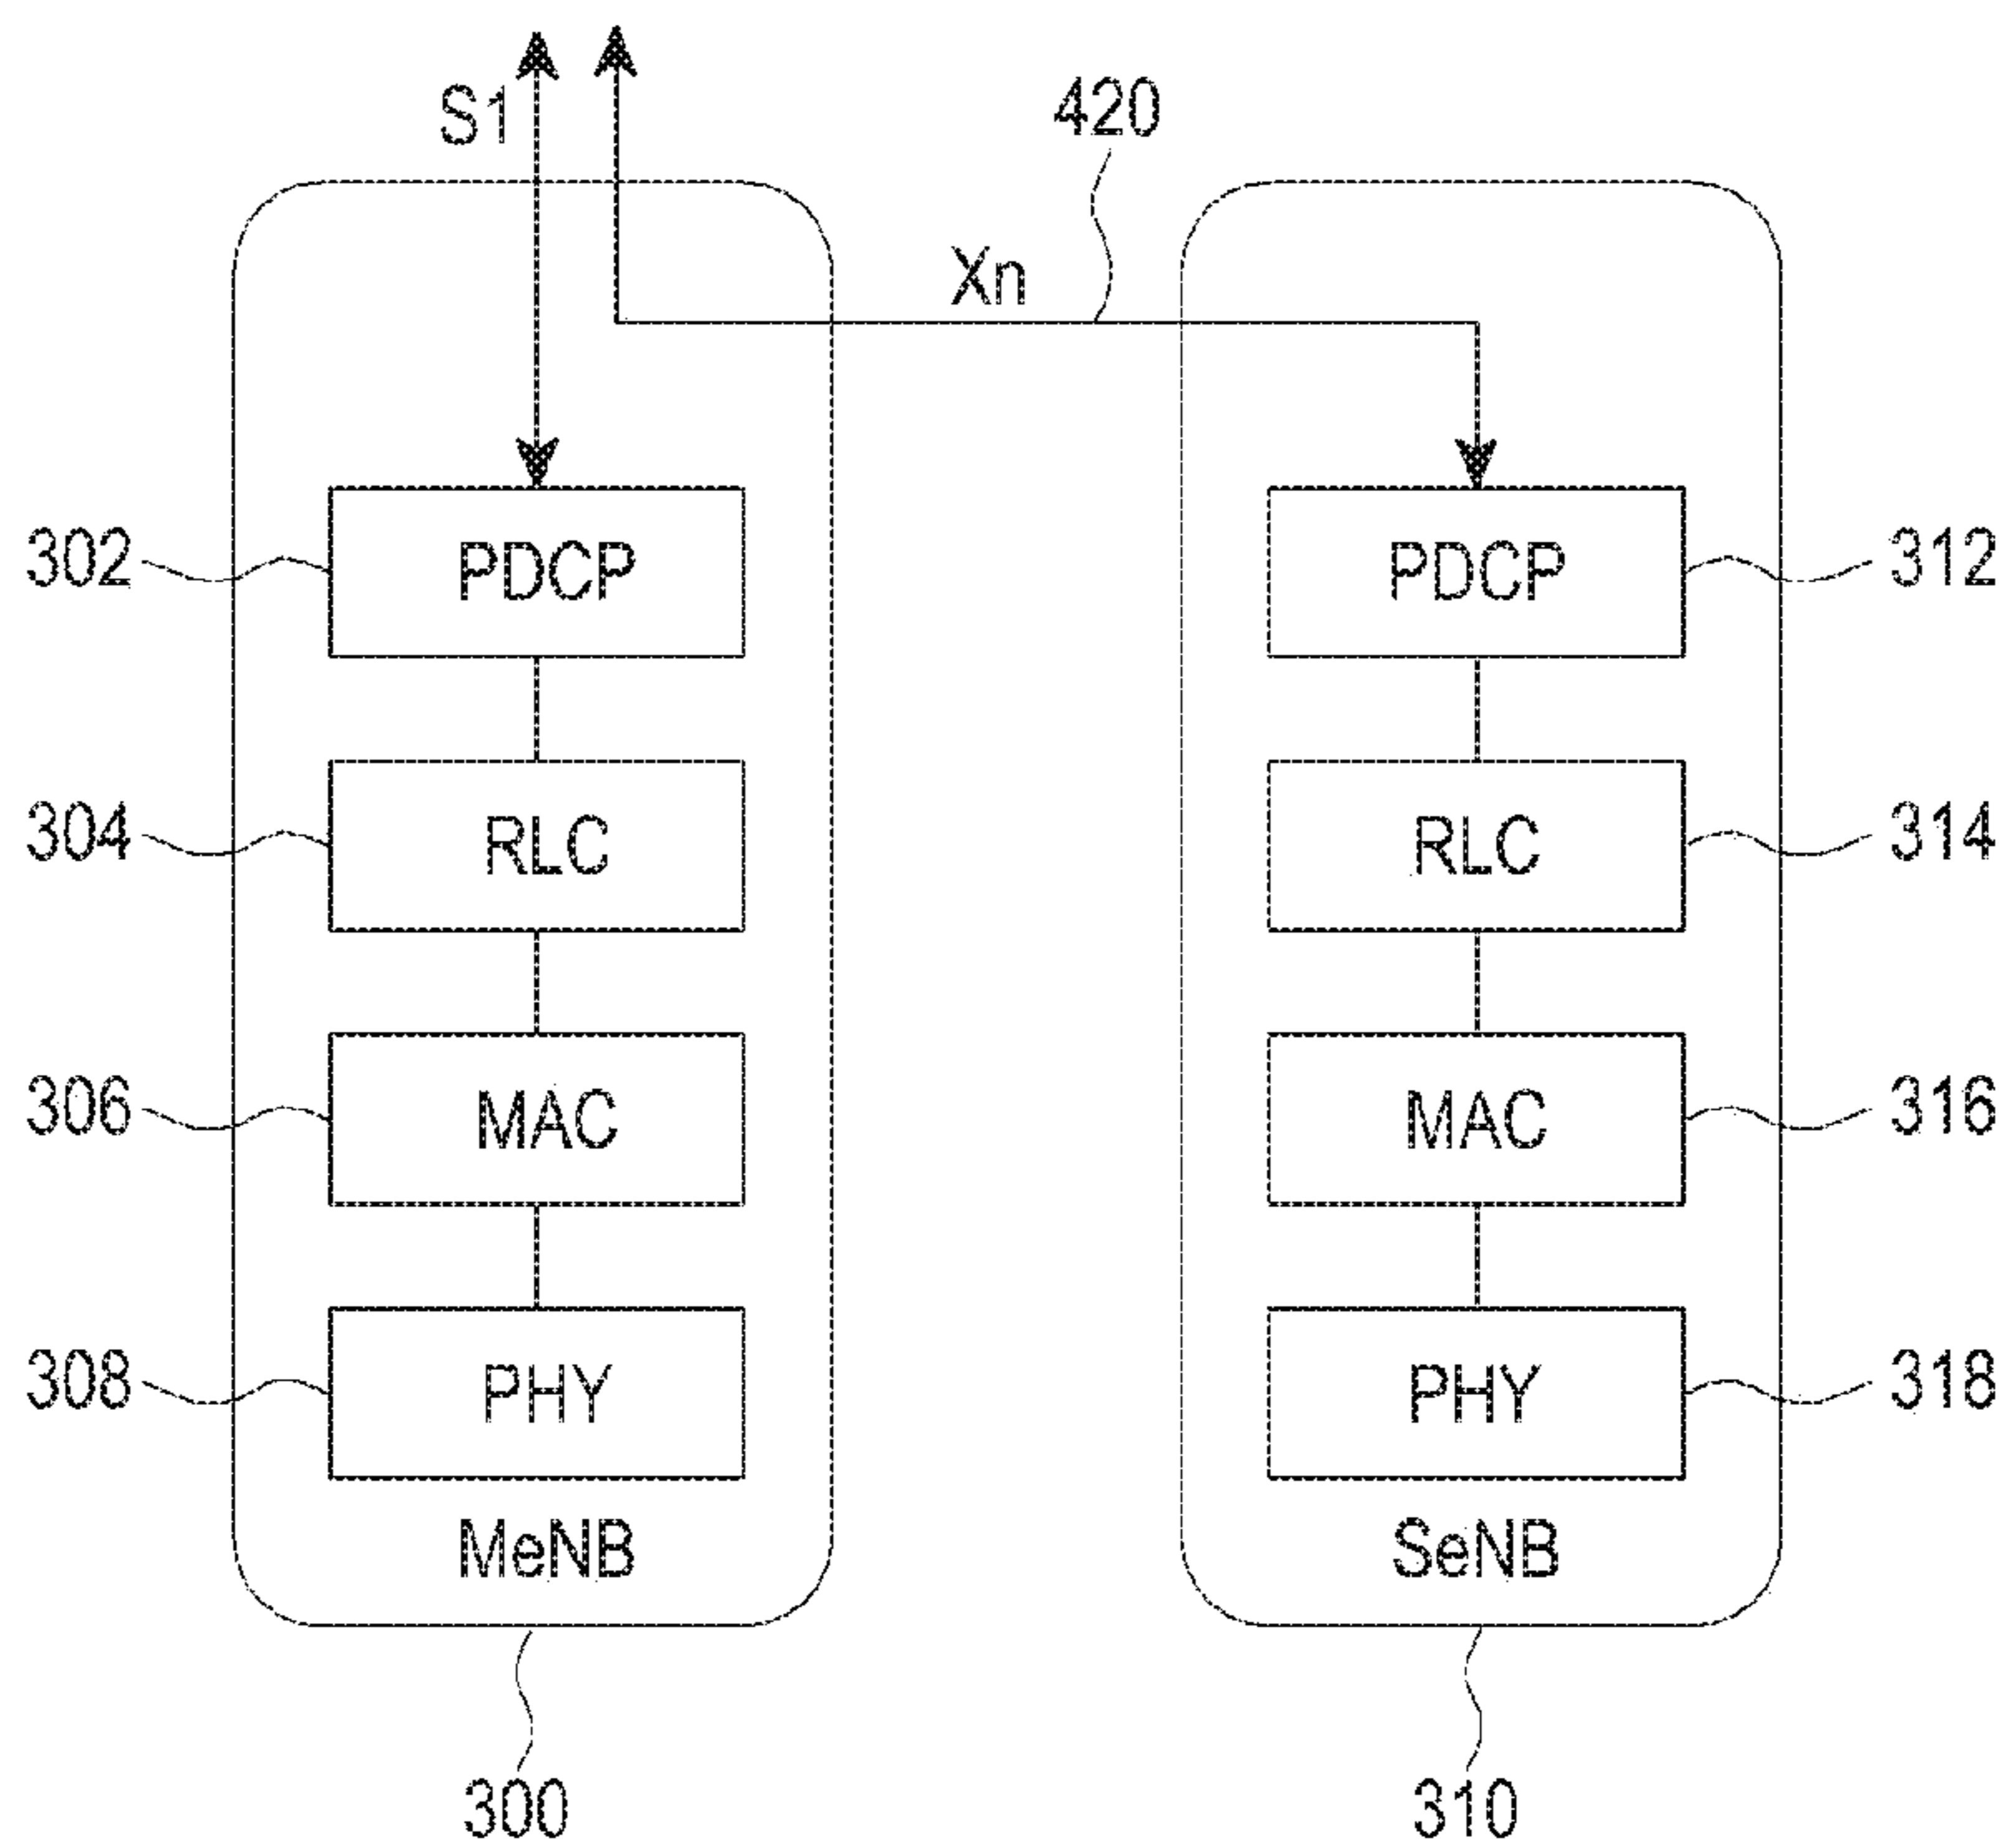 S1
420
Xn
302 PDCP PDCP 312
304 RLC RLC 314
306 MAC MAC 316
308 PHY PHY 318
MeNB SeNB
300 310